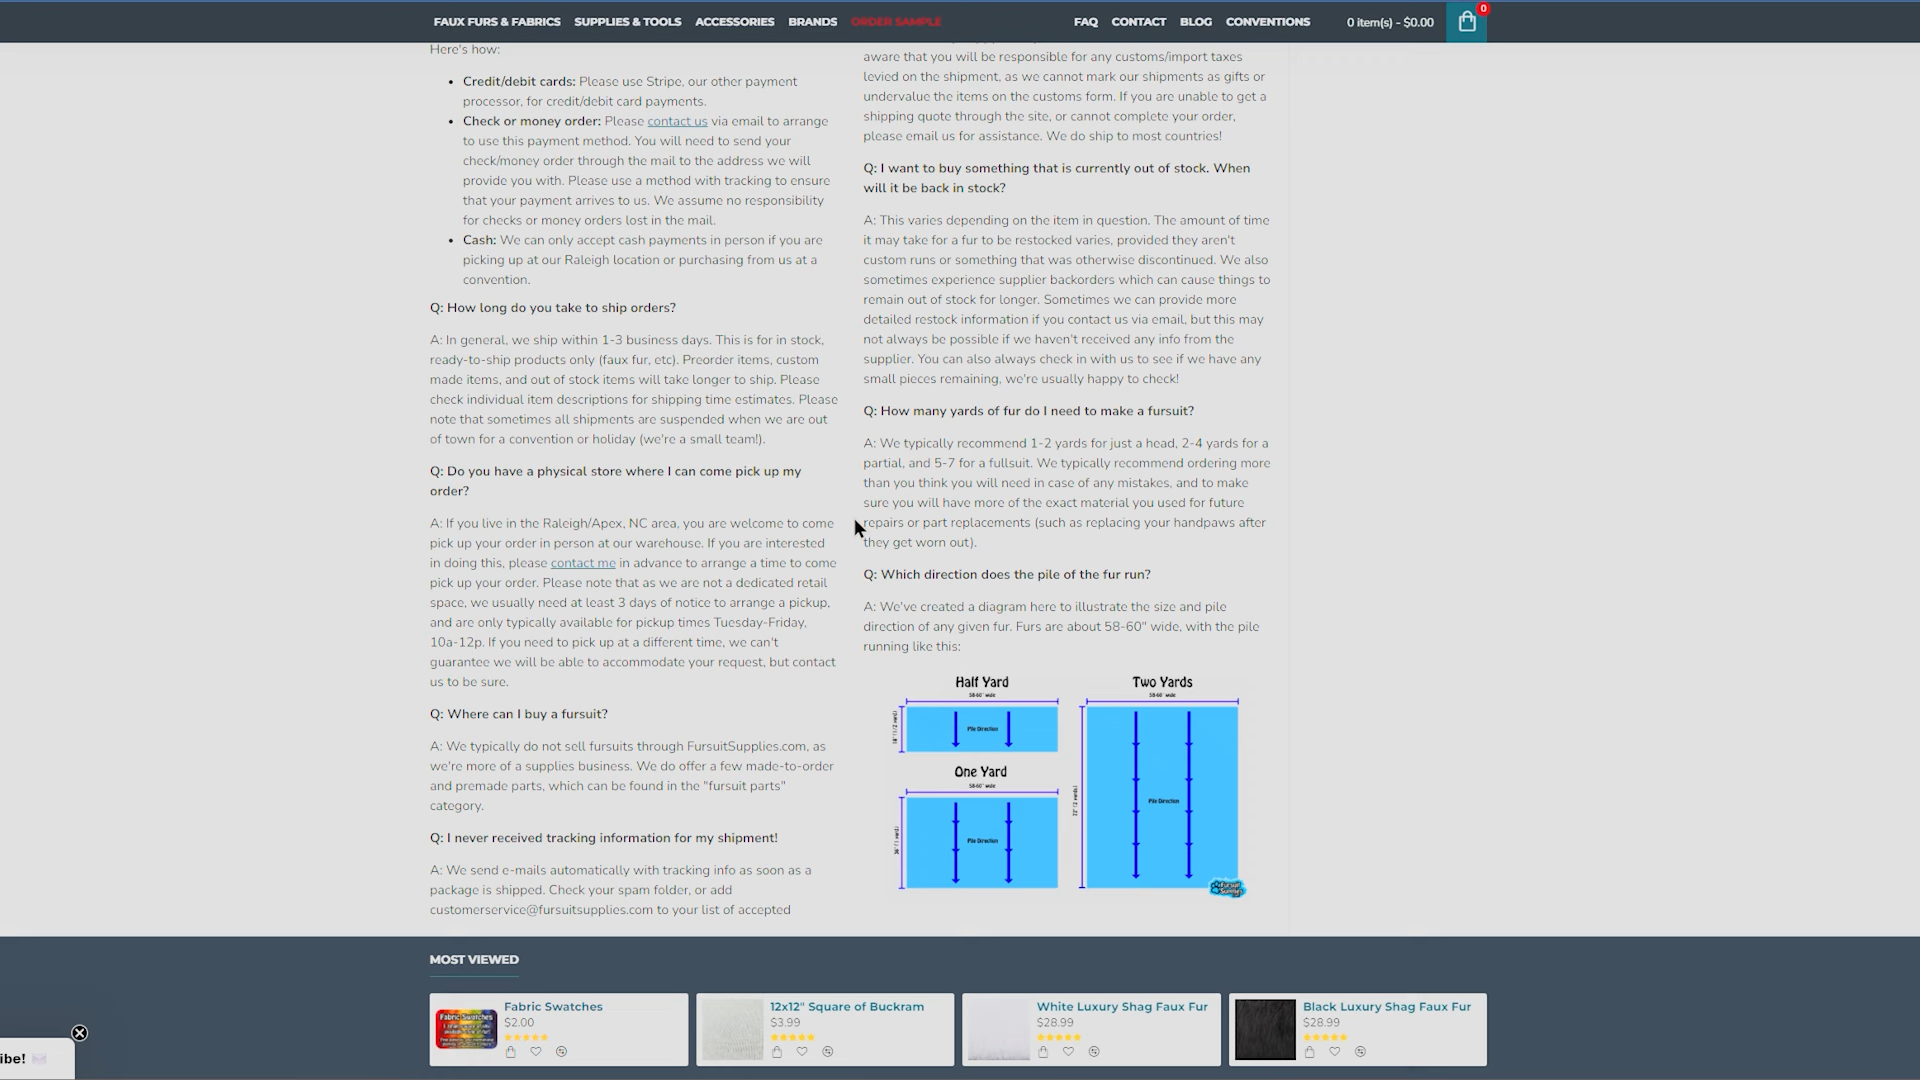 FAUX FURS & FABRICS SUPPLIES & TOOLS ACCESSORIES BRANDS ORDER SAMPLE FAQ CONTACT BLOG CONVENTIONS 0 item(s) - $0.00 0
Here's how:
Credit/debit cards: Please use Stripe, our other payment
processor, for credit/debit card payments.
Check or money order: Please contact us via email to arrange
to use this payment method. You will need to send your
check/money order through the mail to the address we will
provide you with. Please use a method with tracking to ensure
that your payment arrives to us. We assume no responsibility
for checks or money orders lost in the mail.
Cash: We can only accept cash payments in person if you are
picking up at our Raleigh location or purchasing from us at a
convention.
Q: How long do you take to ship orders?
A: In general, we ship within 1-3 business days. This is for in stock,
ready-to-ship products only (faux fur, etc). Preorder items, custom
made items, and out of stock items will take longer to ship. Please
check individual item descriptions for shipping time estimates. Please
note that sometimes all shipments are suspended when we are out
of town for a convention or holiday (we're a small team!).
Q: Do you have a physical store where I can come pick up my
order?
A: If you live in the Raleigh/Apex, NC area, you are welcome to come
pick up your order in person at our warehouse. If you are interested
in doing this, please contact me in advance to arrange a time to come
pick up your order. Please note that as we are not a dedicated retail
space, we usually need at least 3 days of notice to arrange a pickup,
and are only typically available for pickup times Tuesday-Friday,
10a-12p. If you need to pick up at a different time, we can't
guarantee we will be able to accommodate your request, but contact
us to be sure.
Q: Where can I buy a fursuit?
A: We typically do not sell fursuits through FursuitSupplies.com, as
we're more of a supplies business. We do offer a few made-to-order
and premade parts, which can be found in the "fursuit parts"
category.
Q: I never received tracking information for my shipment!
A: We send e-mails automatically with tracking info as soon as a
package is shipped. Check your spam folder, or add
customerservice@fursuitsupplies.com to your list of accepted
aware that you will be responsible for any customs/import taxes
levied on the shipment, as we cannot mark our shipments as gifts or
undervalue the items on the customs form. If you are unable to get a
shipping quote through the site, or cannot complete your order,
please email us for assistance. We do ship to most countries!
Q: I want to buy something that is currently out of stock. When
will it be back in stock?
A: This varies depending on the item in question. The amount of time
it may take for a fur to be restocked varies, provided they aren't
custom runs or something that was otherwise discontinued. We also
sometimes experience supplier backorders which can cause things to
remain out of stock for longer. Sometimes we can provide more
detailed restock information if you contact us via email, but this may
not always be possible if we haven't received any info from the
supplier. You can also always check in with us to see if we have any
small pieces remaining, we're usually happy to check!
Q: How many yards of fur do I need to make a fursuit?
A: We typically recommend 1-2 yards for just a head, 2-4 yards for a
partial, and 5-7 for a fullsuit. We typically recommend ordering more
than you think you will need in case of any mistakes, and to make
sure you will have more of the exact material you used for future
repairs or part replacements (such as replacing your handpaws after
they get worn out).
Q: Which direction does the pile of the fur run?
A: We've created a diagram here to illustrate the size and pile
direction of any given fur. Furs are about 58-60" wide, with the pile
running like this:
Half Yard
58-60" wide
18" (1/2 yard)
Pile Direction
One Yard
58-60" wide
36" (1 yard)
Pile Direction
Two Yards
58-60" wide
72" (2 yards)
Pile Direction
Fursuit
Supplies
MOST VIEWED
Fabric Swatches
$2.00
12x12" Square of Buckram
$3.99
White Luxury Shag Faux Fur
$28.99
Black Luxury Shag Faux Fur
$28.99
Fabric Swatches
ibe!